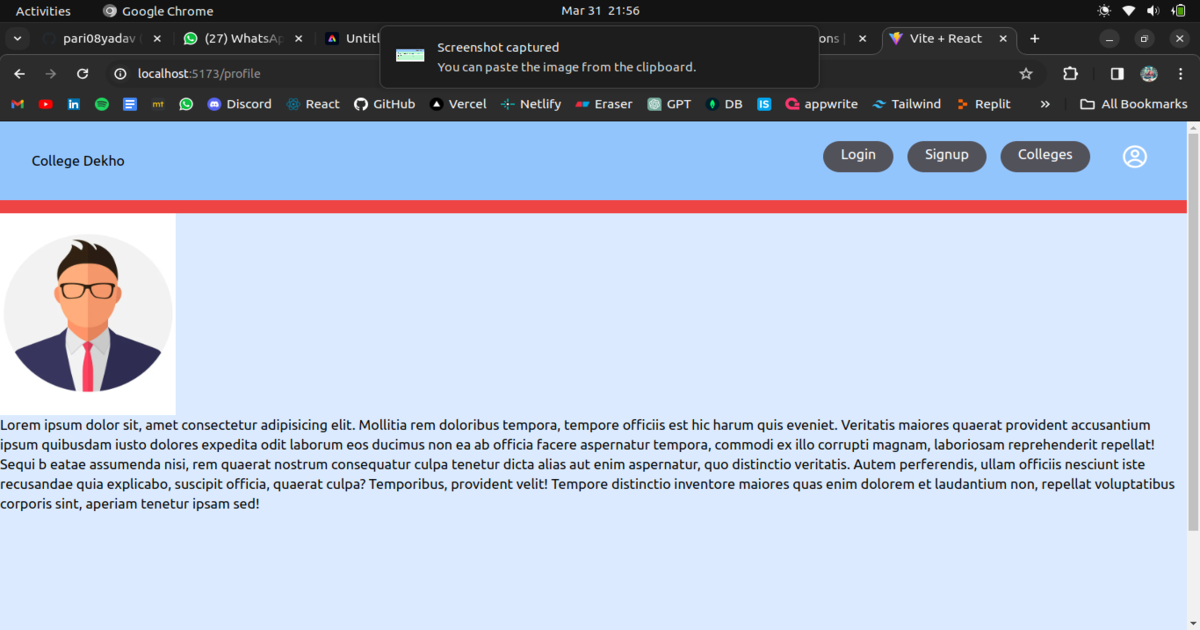 Activities
Google Chrome
Mar 31 21:56
pari08yadav
(27) WhatsAp
Untitl
ons
Vite + React
Screenshot captured
You can paste the image from the clipboard.
localhost:5173/profile
mt
Discord
React
GitHub
Vercel
Netlify
Eraser
GPT
DB
IS
appwrite
Tailwind
Replit
»
All Bookmarks
College Dekho
Login
Signup
Colleges
Lorem ipsum dolor sit, amet consectetur adipisicing elit. Mollitia rem doloribus tempora, tempore officiis est hic harum quis eveniet. Veritatis maiores quaerat provident accusantium
ipsum quibusdam iusto dolores expedita odit laborum eos ducimus non ea ab officia facere aspernatur tempora, commodi ex illo corrupti magnam, laboriosam reprehenderit repellat!
Sequi b eatae assumenda nisi, rem quaerat nostrum consequatur culpa tenetur dicta alias aut enim aspernatur, quo distinctio veritatis. Autem perferendis, ullam officiis nesciunt iste
recusandae quia explicabo, suscipit officia, quaerat culpa? Temporibus, provident velit! Tempore distinctio inventore maiores quas enim dolorem et laudantium non, repellat voluptatibus
corporis sint, aperiam tenetur ipsam sed!